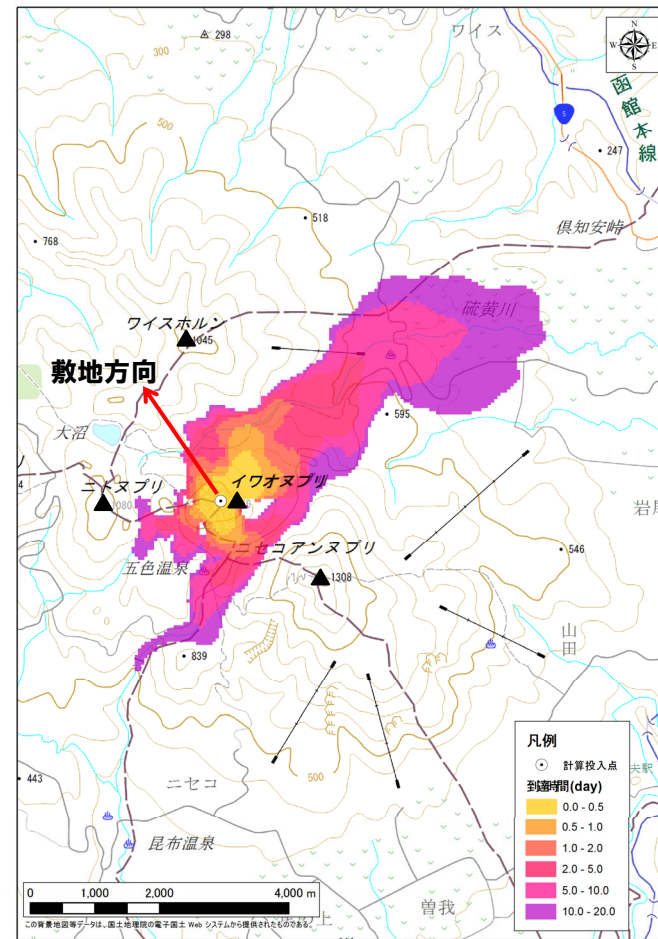 298
ワイス
N
W
E
S
300
函館本線
5
500
247
518
倶知安峠
768
硫黄川
ワイスホルン
1045
敷地方向
595
大沼
イワオヌプリ
ニトヌプリ
1080
岩尾
ニセコアンヌプリ
546
五色温泉
1308
山田
839
凡例
計算投入点
到達時間(day)
0.0 - 0.5
0.5 - 1.0
1.0 - 2.0
2.0 - 5.0
5.0 - 10.0
10.0 - 20.0
夫駅
443
ニセコ
500
昆布温泉
0 1,000 2,000 4,000 m
曽我
この背景地図等データは、国土地理院の電子国土 Web システムから提供されたものである。